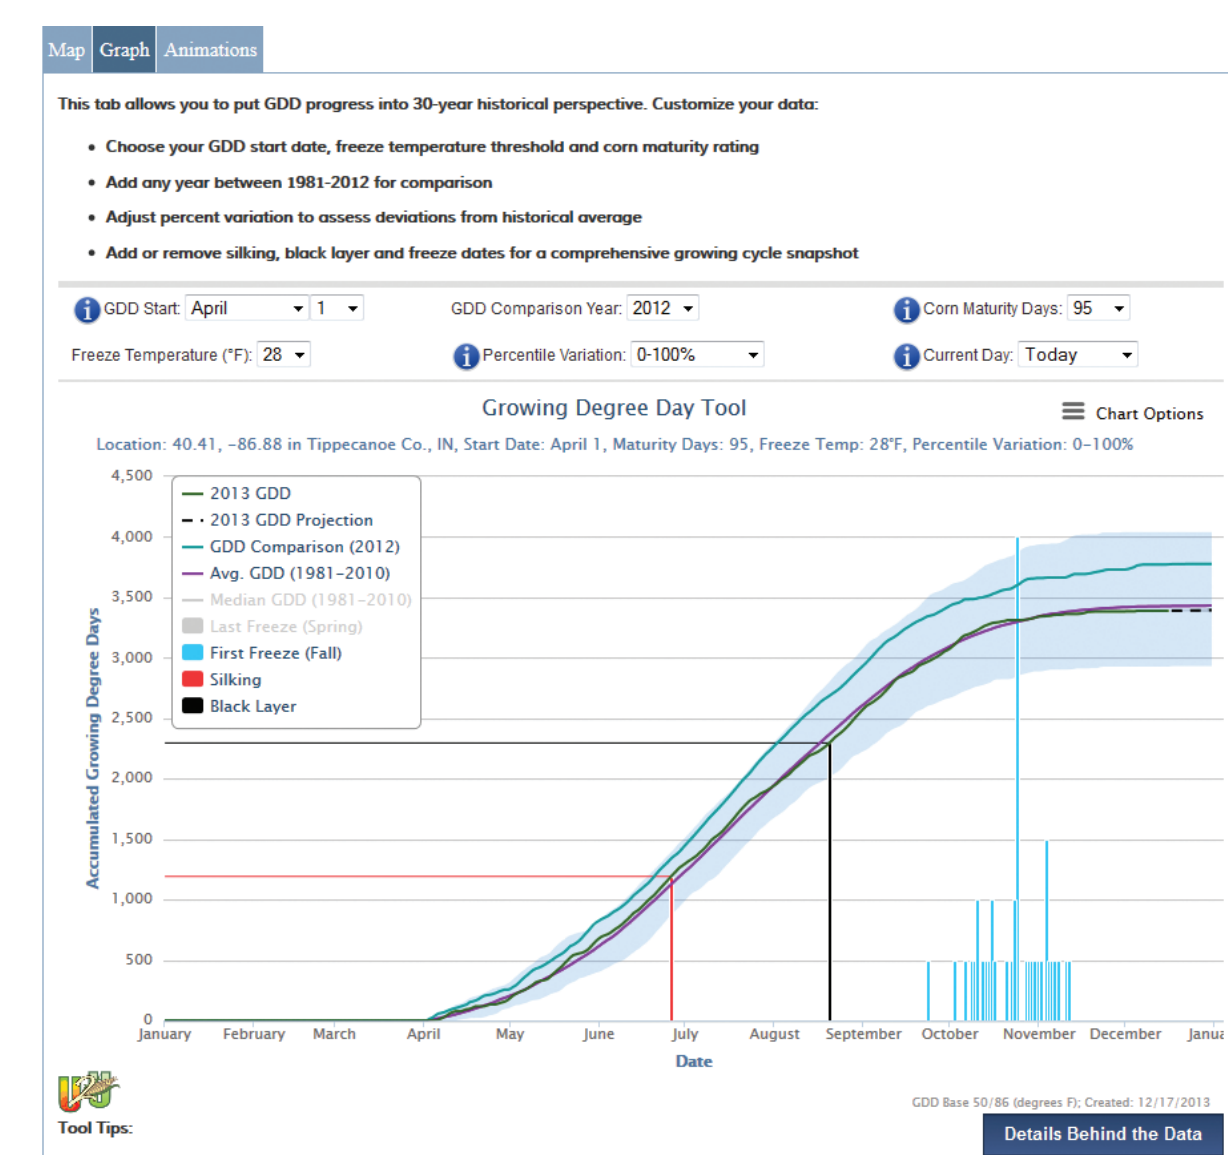 Map Graph Animations
This tab allows you to put GDD progress into 30-year historical perspective. Customize your data:
• Choose your GDD start date, freeze temperature threshold and corn maturity rating
• Add any year between 1981-2012 for comparison
• Adjust percent variation to assess deviations from historical average
• Add or remove silking, black layer and freeze dates for a comprehensive growing cycle snapshot
i GDD Start: April 1 GDD Comparison Year: 2012 i Corn Maturity Days: 95
Freeze Temperature (°F): 28 i Percentile Variation: 0-100% i Current Day: Today
Growing Degree Day Tool
Chart Options
Location: 40.41, -86.88 in Tippecanoe Co., IN, Start Date: April 1, Maturity Days: 95, Freeze Temp: 28°F, Percentile Variation: 0-100%
4,500
4,000
3,500
3,000
2,500
2,000
1,500
1,000
500
0
Accumulated Growing Degree Days
2013 GDD
2013 GDD Projection
GDD Comparison (2012)
Avg. GDD (1981-2010)
Median GDD (1981-2010)
Last Freeze (Spring)
First Freeze (Fall)
Silking
Black Layer
January February March April May June July August September October November December Janua
Date
U2U
GDD Base 50/86 (degrees F); Created: 12/17/2013
Tool Tips:
Details Behind the Data